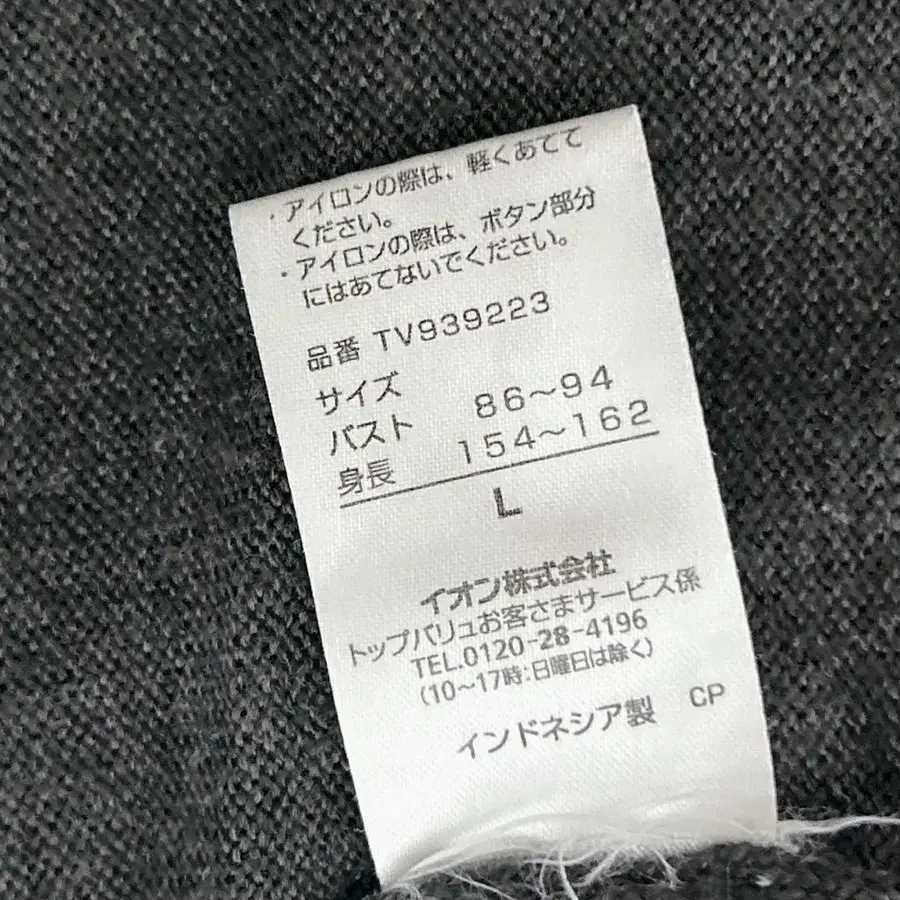 ・アイロンの際は、軽くあてて
ください。
・アイロンの際は、ボタン部分
にはあてないでください。
品番 TV939223
サイズ
バスト 86～94
身長 154～162
L
イオン株式会社
トップバリュお客さまサービス係
TEL.0120-28-4196
(10～17時:日曜日は除く)
インドネシア製 CP